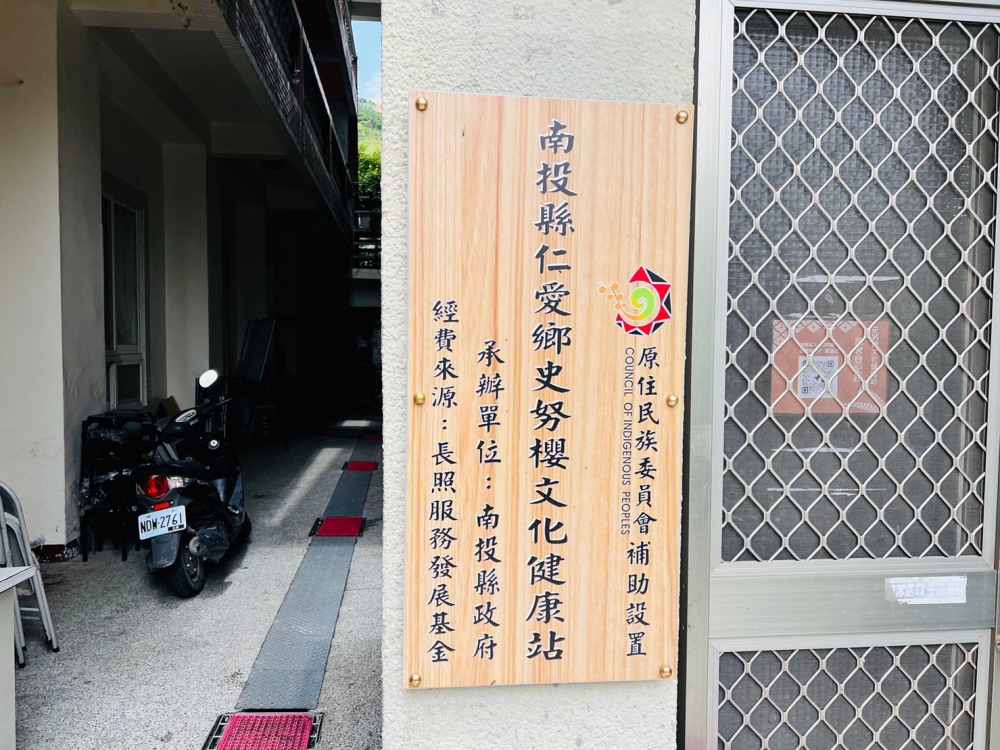 原住民族委員會 補助設置
COUNCIL OF INDIGENOUS PEOPLES
南投縣仁愛鄉史努櫻文化健康站
承辦單位：南投縣政府
經費來源：長照服務發展基金
NDW-2761